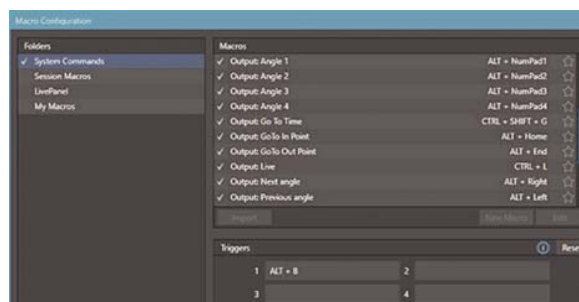 Macro Configuration
Folders
✓ System Commands
Session Macros
LivePanel
My Macros
Macros
✓ Output: Angle 1 ALT + NumPad1
✓ Output: Angle 2 ALT + NumPad2
✓ Output: Angle 3 ALT + NumPad3
✓ Output: Angle 4 ALT + NumPad4
✓ Output: Go To Time CTRL + SHIFT + G
✓ Output: GoTo In Point ALT + Home
✓ Output: GoTo Out Point ALT + End
✓ Output: Live CTRL + L
✓ Output: Next angle ALT + Right
✓ Output: Previous angle ALT + Left
Import New Macro Edit
Triggers Rese
1 ALT + 8 2
3 4